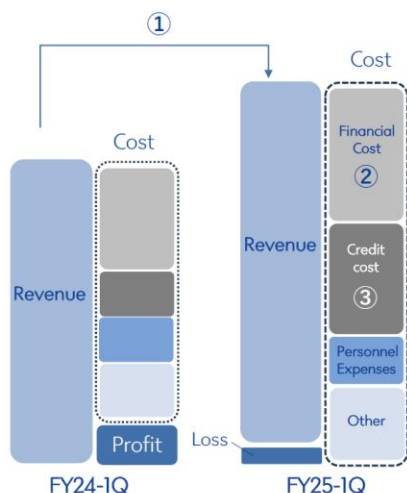 ①
Cost
Cost
Financial
Cost
②
Revenue
Revenue
Credit
cost
③
Personnel
Expenses
Other
Profit
Loss
FY24-1Q
FY25-1Q